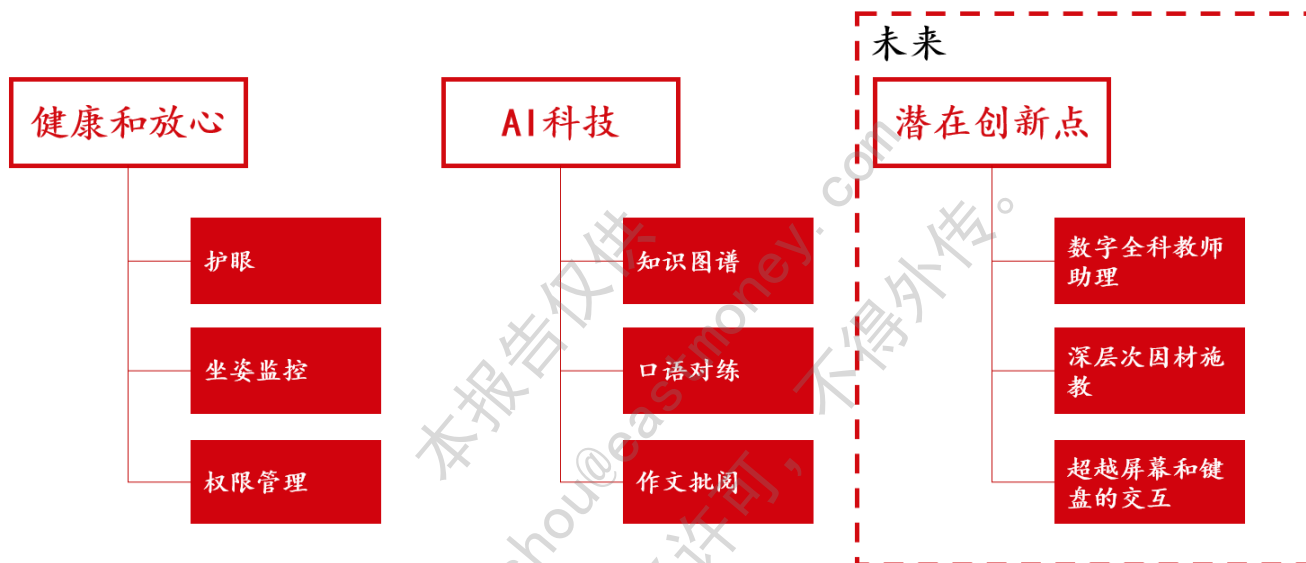 未来
健康和放心
护眼
坐姿监控
权限管理
AI科技
知识图谱
口语对练
作文批阅
潜在创新点
数字全科教师
助理
深层次因材施
教
超越屏幕和键
盘的交互
本报告仅供
hou@eastmoney.com
许可，不得外传。